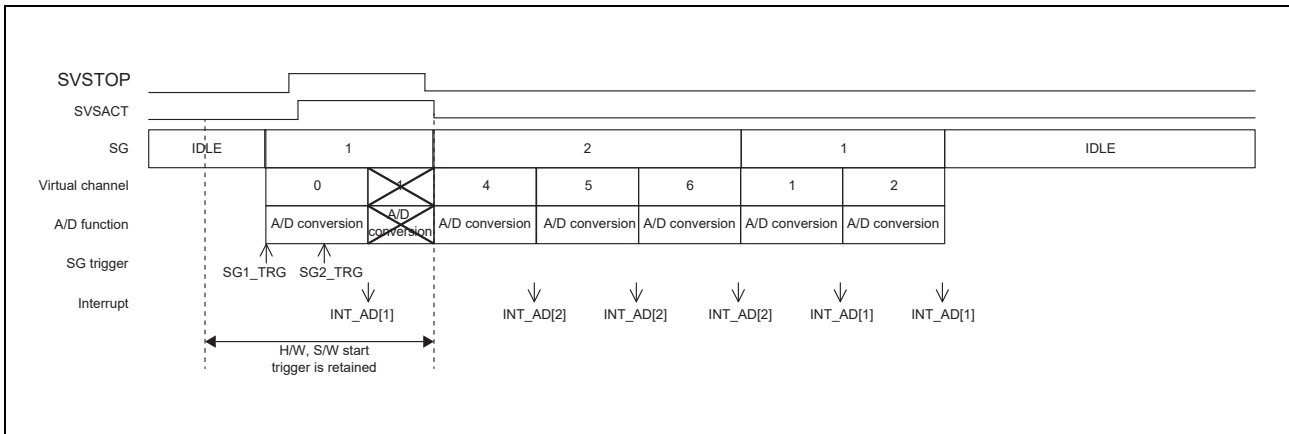 SVSTOP
SVSACT
SG IDLE 1 2 1 IDLE
Virtual channel 0 1 4 5 6 1 2
A/D function A/D conversion A/D conversion A/D conversion A/D conversion A/D conversion A/D conversion A/D conversion
SG trigger
SG1_TRG SG2_TRG
Interrupt
INT_AD[1] INT_AD[2] INT_AD[2] INT_AD[2] INT_AD[1] INT_AD[1]
H/W, S/W start
trigger is retained